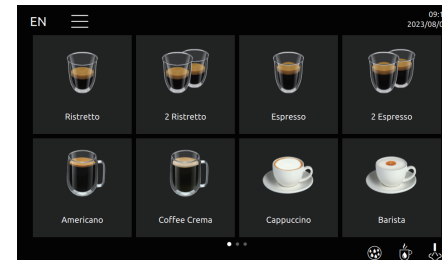 EN
Ristretto
2 Ristretto
Espresso
2 Espresso
Americano
Coffee Crema
Cappuccino
Barista